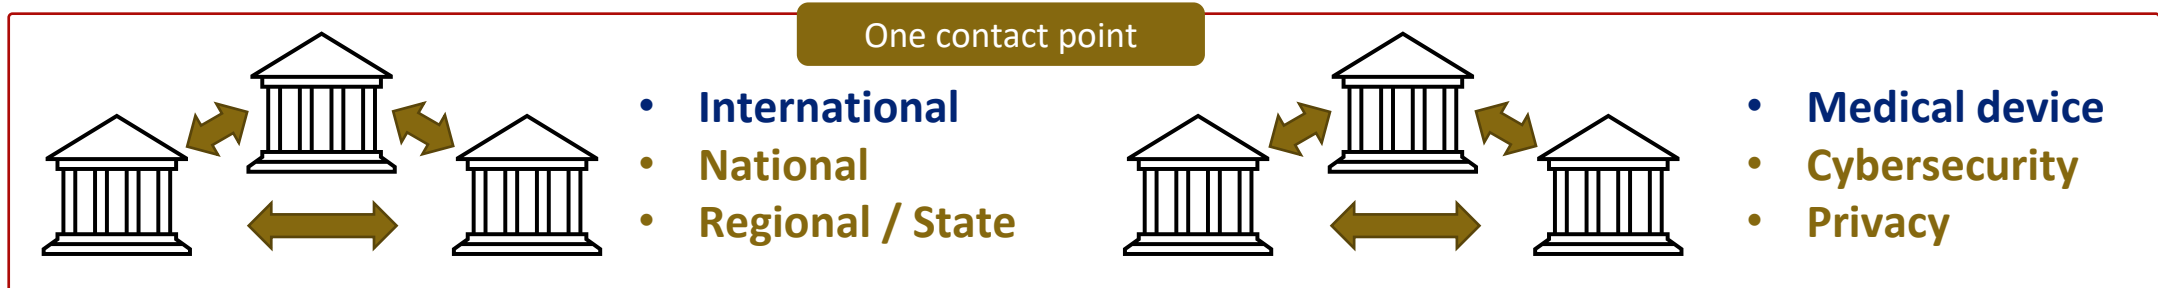 One contact point
• International
• National
• Regional / State
• Medical device
• Cybersecurity
• Privacy